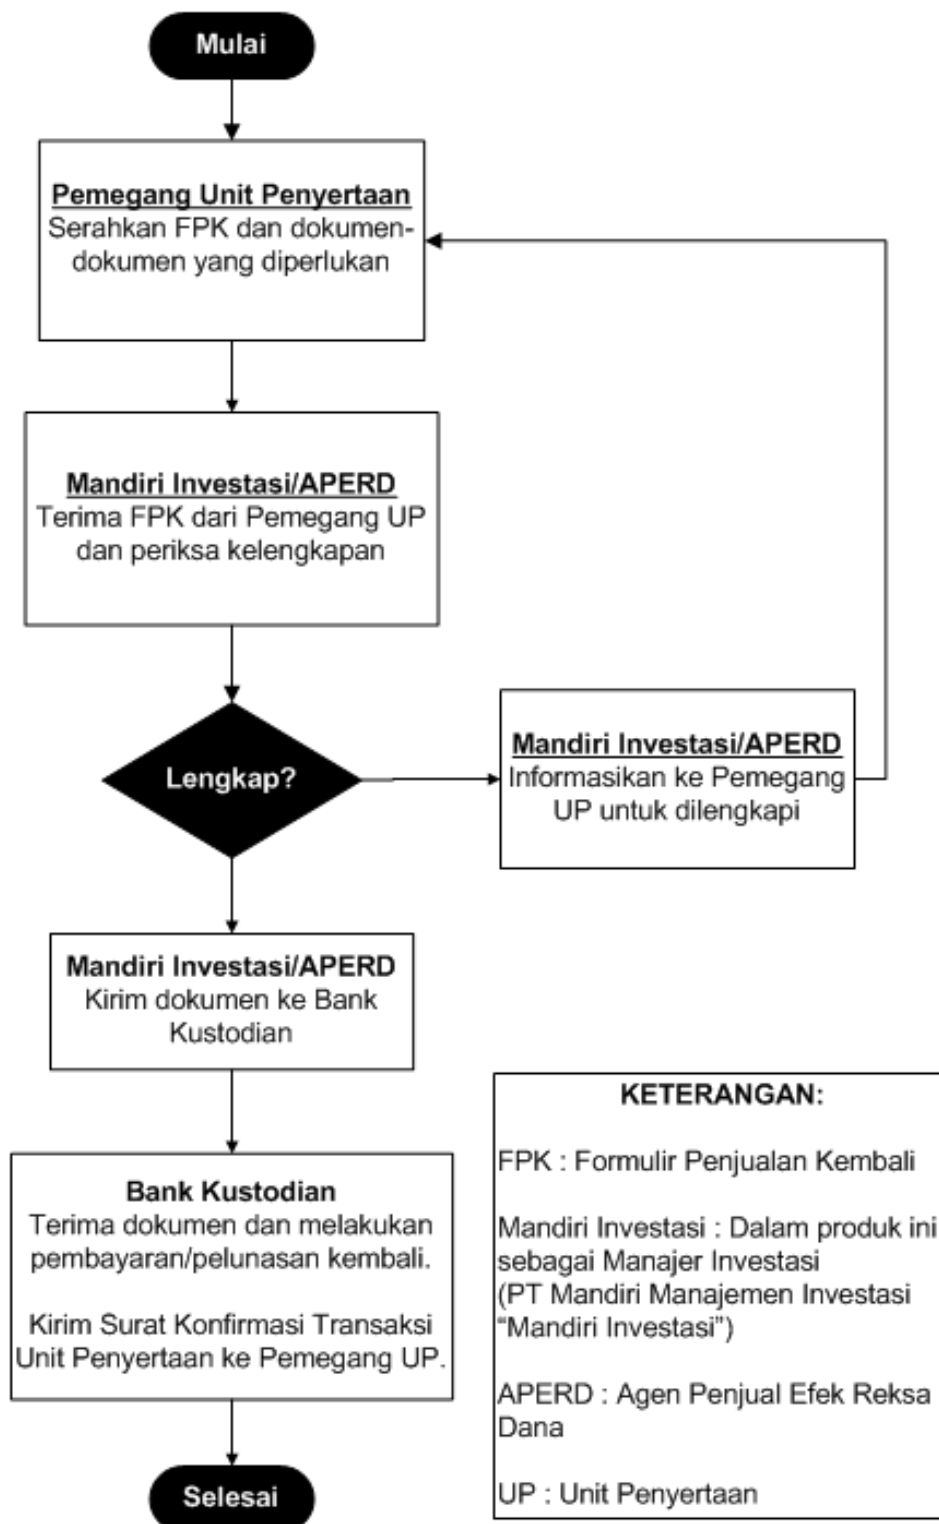 Mulai
Pemegang Unit Penyertaan
Serahkan FPK dan dokumen-
dokumen yang diperlukan
Mandiri Investasi/APERD
Terima FPK dari Pemegang UP
dan periksa kelengkapan
Lengkap?
Mandiri Investasi/APERD
Informasikan ke Pemegang
UP untuk dilengkapi
Mandiri Investasi/APERD
Kirim dokumen ke Bank
Kustodian
Bank Kustodian
Terima dokumen dan melakukan
pembayaran/pelunasan kembali.
Kirim Surat Konfirmasi Transaksi
Unit Penyertaan ke Pemegang UP.
Selesai
KETERANGAN:
FPK : Formulir Penjualan Kembali
Mandiri Investasi : Dalam produk ini
sebagai Manajer Investasi
(PT Mandiri Manajemen Investasi
“Mandiri Investasi”)
APERD : Agen Penjual Efek Reksa
Dana
UP : Unit Penyertaan